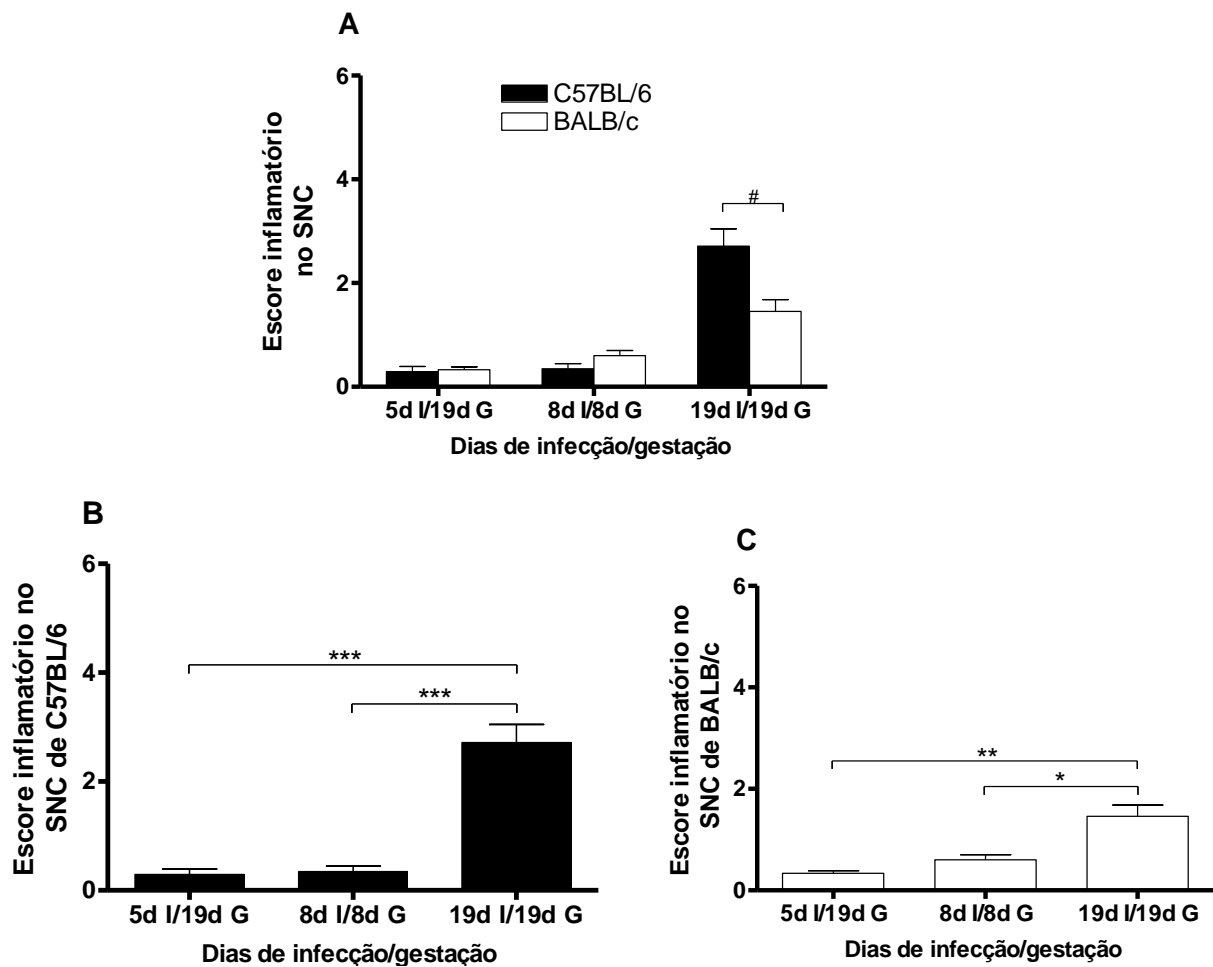 A
Escore inflamatório
no SNC
6
4
2
0
C57BL/6
BALB/c
#
5d I/19d G
8d I/8d G
19d I/19d G
Dias de infecção/gestação
B
Escore inflamatório no
SNC de C57BL/6
6
4
2
0
***
***
5d I/19d G
8d I/8d G
19d I/19d G
Dias de infecção/gestação
C
Escore inflamatório no
SNC de BALB/c
6
4
2
0
**
*
5d I/19d G
8d I/8d G
19d I/19d G
Dias de infecção/gestação